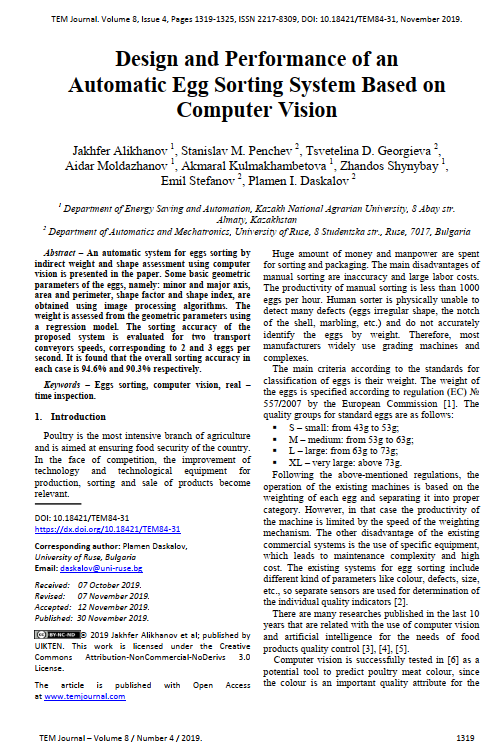 TEM Journal. Volume 8, Issue 4, Pages 1319-1325, ISSN 2217-8309, DOI: 10.18421/TEM84-31, November 2019.
Design and Performance of an
Automatic Egg Sorting System Based on
Computer Vision
Jakhfer Alikhanov 1, Stanislav M. Penchev 2, Tsvetelina D. Georgieva 2,
Aidar Moldazhanov 1, Akmaral Kulmakhambetova 1, Zhandos Shynybay 1,
Emil Stefanov 2, Plamen I. Daskalov 2
1 Department of Energy Saving and Automation, Kazakh National Agrarian University, 8 Abay str.
Almaty, Kazakhstan
2 Department of Automatics and Mechatronics, University of Ruse, 8 Studentska str., Ruse, 7017, Bulgaria
Abstract – An automatic system for eggs sorting by
indirect weight and shape assessment using computer
vision is presented in the paper. Some basic geometric
parameters of the eggs, namely: minor and major axis,
area and perimeter, shape factor and shape index, are
obtained using image processing algorithms. The
weight is assessed from the geometric parameters using
a regression model. The sorting accuracy of the
proposed system is evaluated for two transport
conveyors speeds, corresponding to 2 and 3 eggs per
second. It is found that the overall sorting accuracy in
each case is 94.6% and 90.3% respectively.
Keywords – Eggs sorting, computer vision, real –
time inspection.
1. Introduction
Poultry is the most intensive branch of agriculture
and is aimed at ensuring food security of the country.
In the face of competition, the improvement of
technology and technological equipment for
production, sorting and sale of products become
relevant.
DOI: 10.18421/TEM84-31
https://dx.doi.org/10.18421/TEM84-31
Corresponding author: Plamen Daskalov,
University of Ruse, Bulgaria
Email: daskalov@uni-ruse.bg
Received: 07 October 2019.
Revised: 07 November 2019.
Accepted: 12 November 2019.
Published: 30 November 2019.
CC BY-NC-ND © 2019 Jakhfer Alikhanov et al; published by
UIKTEN. This work is licensed under the Creative
Commons Attribution-NonCommercial-NoDerivs 3.0
License.
The article is published with Open Access
at www.temjournal.com
Huge amount of money and manpower are spent
for sorting and packaging. The main disadvantages of
manual sorting are inaccuracy and large labor costs.
The productivity of manual sorting is less than 1000
eggs per hour. Human sorter is physically unable to
detect many defects (eggs irregular shape, the notch
of the shell, marbling, etc.) and do not accurately
identify the eggs by weight. Therefore, most
manufacturers widely use grading machines and
complexes.
The main criteria according to the standards for
classification of eggs is their weight. The weight of
the eggs is specified according to regulation (EC) №
557/2007 by the European Commission [1]. The
quality groups for standard eggs are as follows:
▪ S – small: from 43g to 53g;
▪ M – medium: from 53g to 63g;
▪ L – large: from 63g to 73g;
▪ XL – very large: above 73g.
Following the above-mentioned regulations, the
operation of the existing machines is based on the
weighting of each egg and separating it into proper
category. However, in that case the productivity of
the machine is limited by the speed of the weighting
mechanism. The other disadvantage of the existing
commercial systems is the use of specific equipment,
which leads to maintenance complexity and high
cost. The existing systems for egg sorting include
different kind of parameters like colour, defects, size,
etc., so separate sensors are used for determination of
the individual quality indicators [2].
There are many researches published in the last 10
years that are related with the use of computer vision
and artificial intelligence for the needs of food
products quality control [3], [4], [5].
Computer vision is successfully tested in [6] as a
potential tool to predict poultry meat colour, since
the colour is an important quality attribute for the
TEM Journal – Volume 8 / Number 4 / 2019. 1319